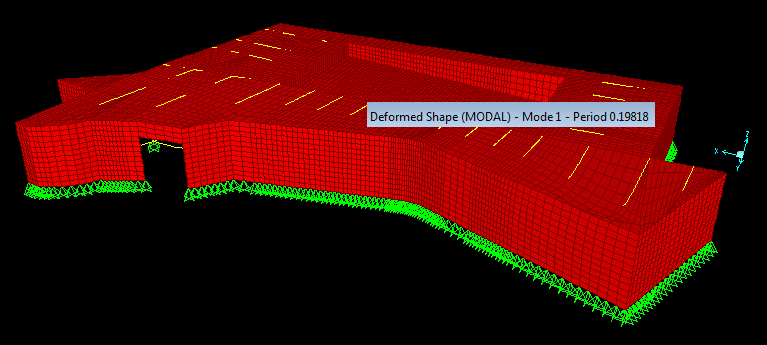 Deformed Shape (MODAL) - Mode 1 - Period 0.19818
Z
X
Y